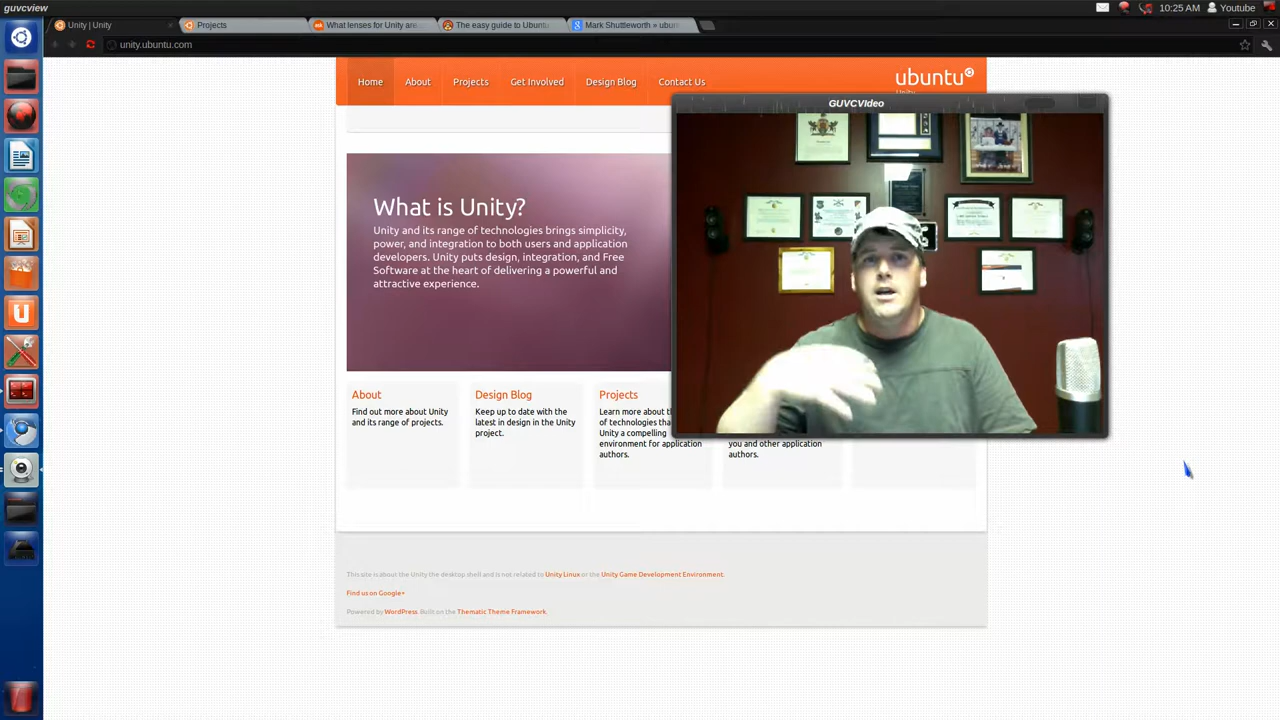 guvcview
10:25 AM
Youtube
Unity | Unity
Projects
What lenses for Unity are
The easy guide to Ubuntu
Mark Shuttleworth » ubun
unity.ubuntu.com
Home
About
Projects
Get Involved
Design Blog
Contact Us
ubuntu
Unity
GUVCVideo
What is Unity?
Unity and its range of technologies brings simplicity,
power, and integration to both users and application
developers. Unity puts design, integration, and Free
Software at the heart of delivering a powerful and
attractive experience.
About
Find out more about Unity
and its range of projects.
Design Blog
Keep up to date with the
latest in design in the Unity
project.
Projects
Learn more about th
of technologies tha
Unity a compelling
environment for application
authors.
you and other application
authors.
This site is about the Unity the desktop shell and is not related to Unity Linux or the Unity Game Development Environment.
Find us on Google+
Powered by WordPress. Built on the Thematic Theme Framework.